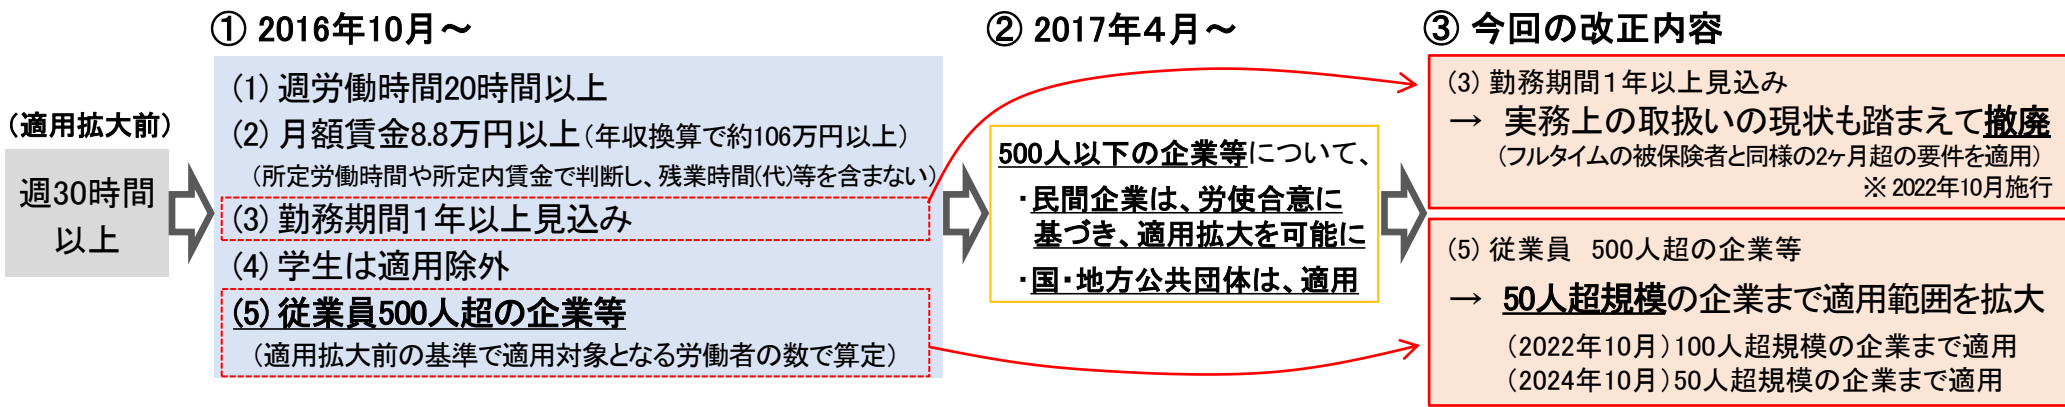 (適用拡大前)
週30時間
以上
① 2016年10月～
(1) 週労働時間20時間以上
(2) 月額賃金8.8万円以上(年収換算で約106万円以上)
(所定労働時間や所定内賃金で判断し、残業時間(代)等を含まない)
(3) 勤務期間1年以上見込み
(4) 学生は適用除外
(5) 従業員500人超の企業等
(適用拡大前の基準で適用対象となる労働者の数で算定)
② 2017年4月～
500人以下の企業等について、
・民間企業は、労使合意に
基づき、適用拡大を可能に
・国・地方公共団体は、適用
③ 今回の改正内容
(3) 勤務期間1年以上見込み
→ 実務上の取扱いの現状も踏まえて撤廃
(フルタイムの被保険者と同様の2ヶ月超の要件を適用)
※ 2022年10月施行
(5) 従業員 500人超の企業等
→ 50人超規模の企業まで適用範囲を拡大
(2022年10月)100人超規模の企業まで適用
(2024年10月)50人超規模の企業まで適用